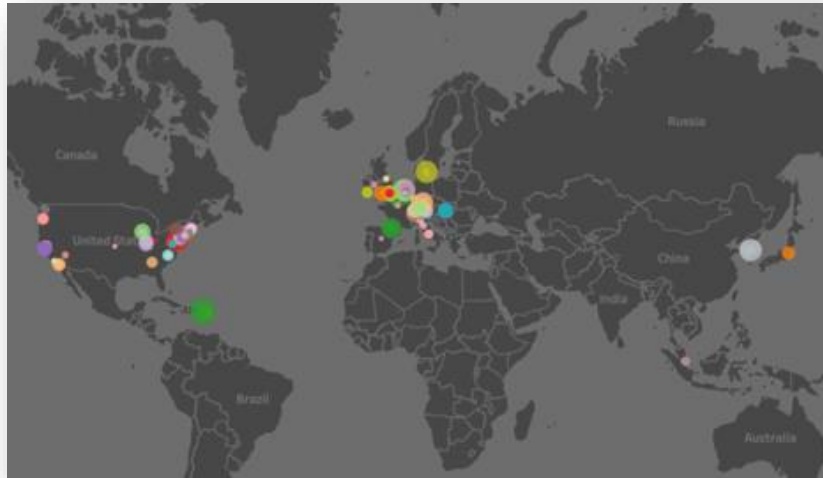 Russia
Canada
United States
China
India
Brazil
Australia